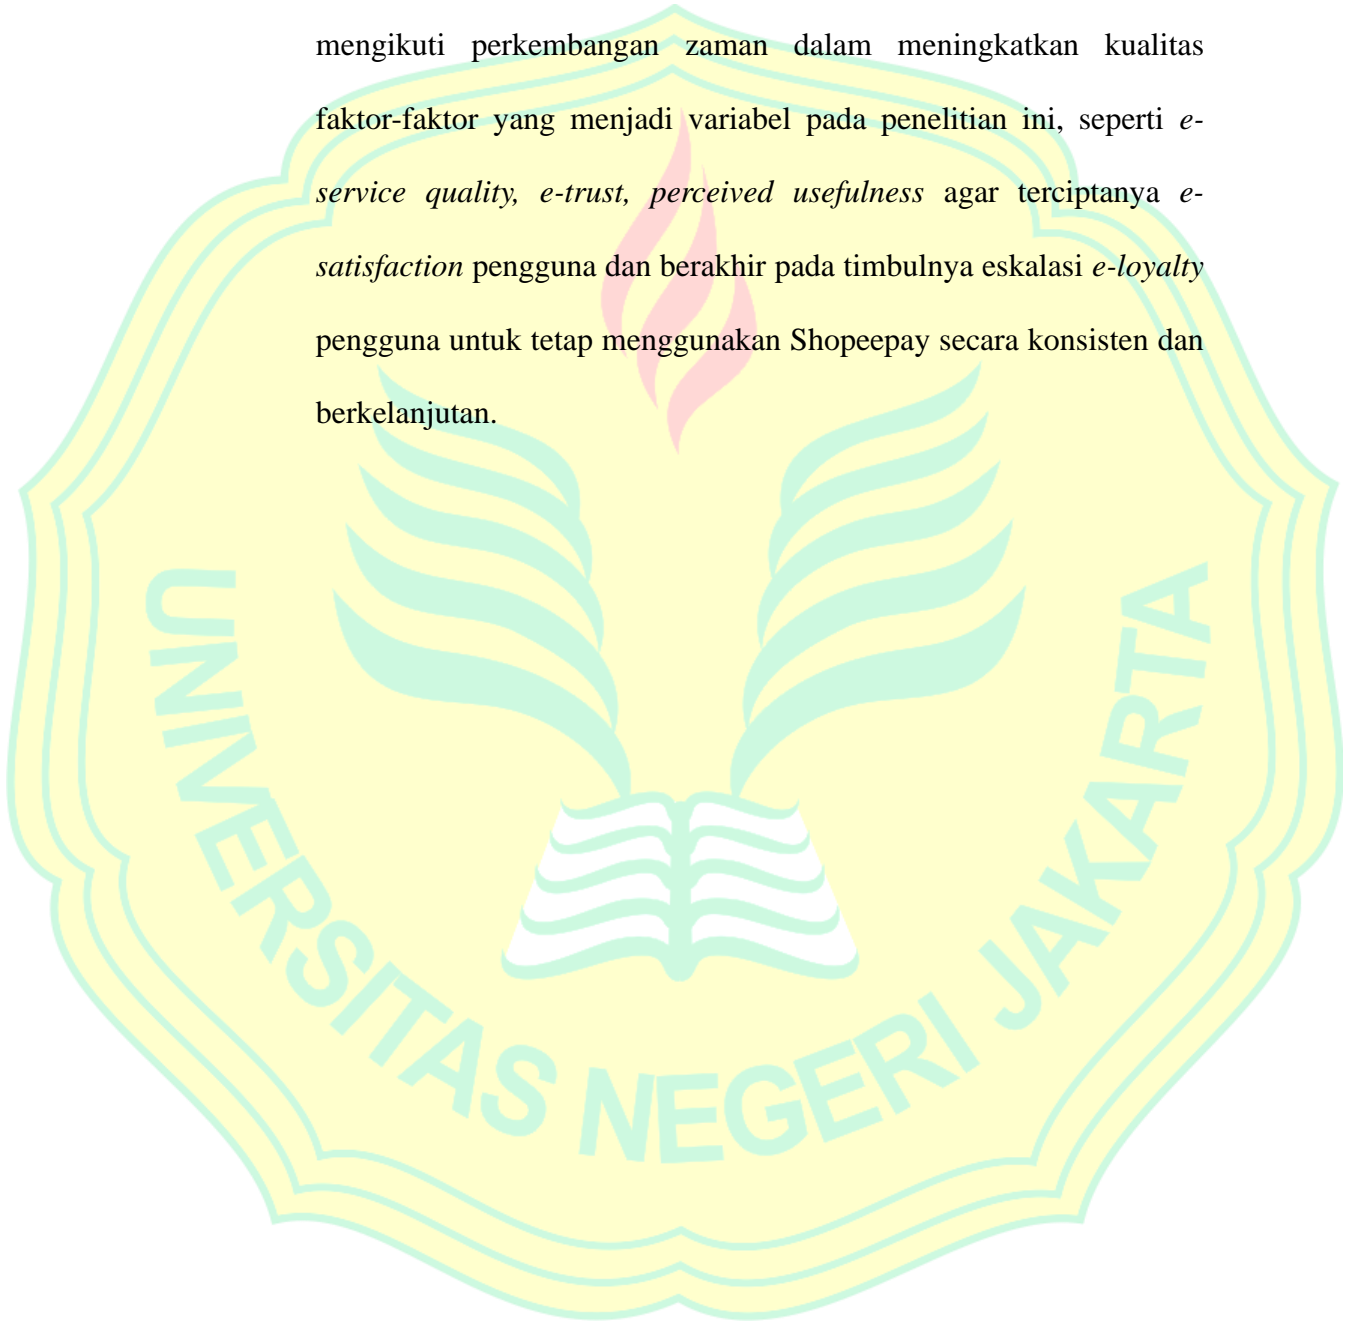 mengikuti perkembangan zaman dalam meningkatkan kualitas
faktor-faktor yang menjadi variabel pada penelitian ini, seperti e-
service quality, e-trust, perceived usefulness agar terciptanya e-
satisfaction pengguna dan berakhir pada timbulnya eskalasi e-loyalty
pengguna untuk tetap menggunakan Shopeepay secara konsisten dan
berkelanjutan.
UNIVERSITAS NEGERI JAKARTA